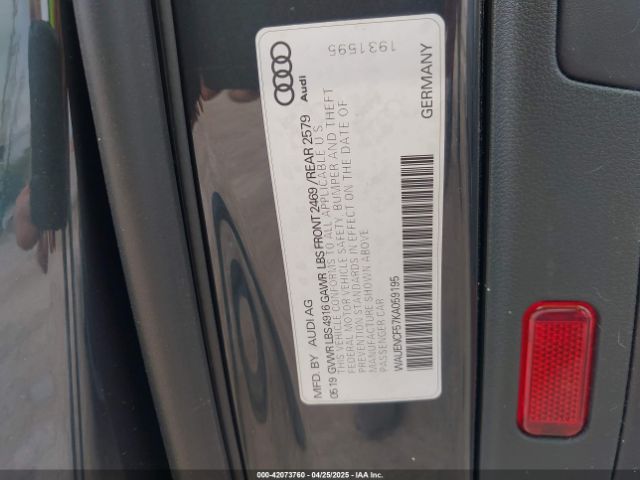 MFD. BY AUDI AG
05 19 GVWR LBS 4916 GAWR LBS FRONT 2469 / REAR 2579
THIS VEHICLE CONFORMS TO ALL APPLICABLE U.S.
FEDERAL MOTOR VEHICLE SAFETY, BUMPER AND THEFT
PREVENTION STANDARDS IN EFFECT ON THE DATE OF
MANUFACTURE SHOWN ABOVE
PASSENGER CAR
WAUENCF57KA059195
GERMANY
Audi
1931595
000-42073760 - 04/25/2025 - IAA Inc.